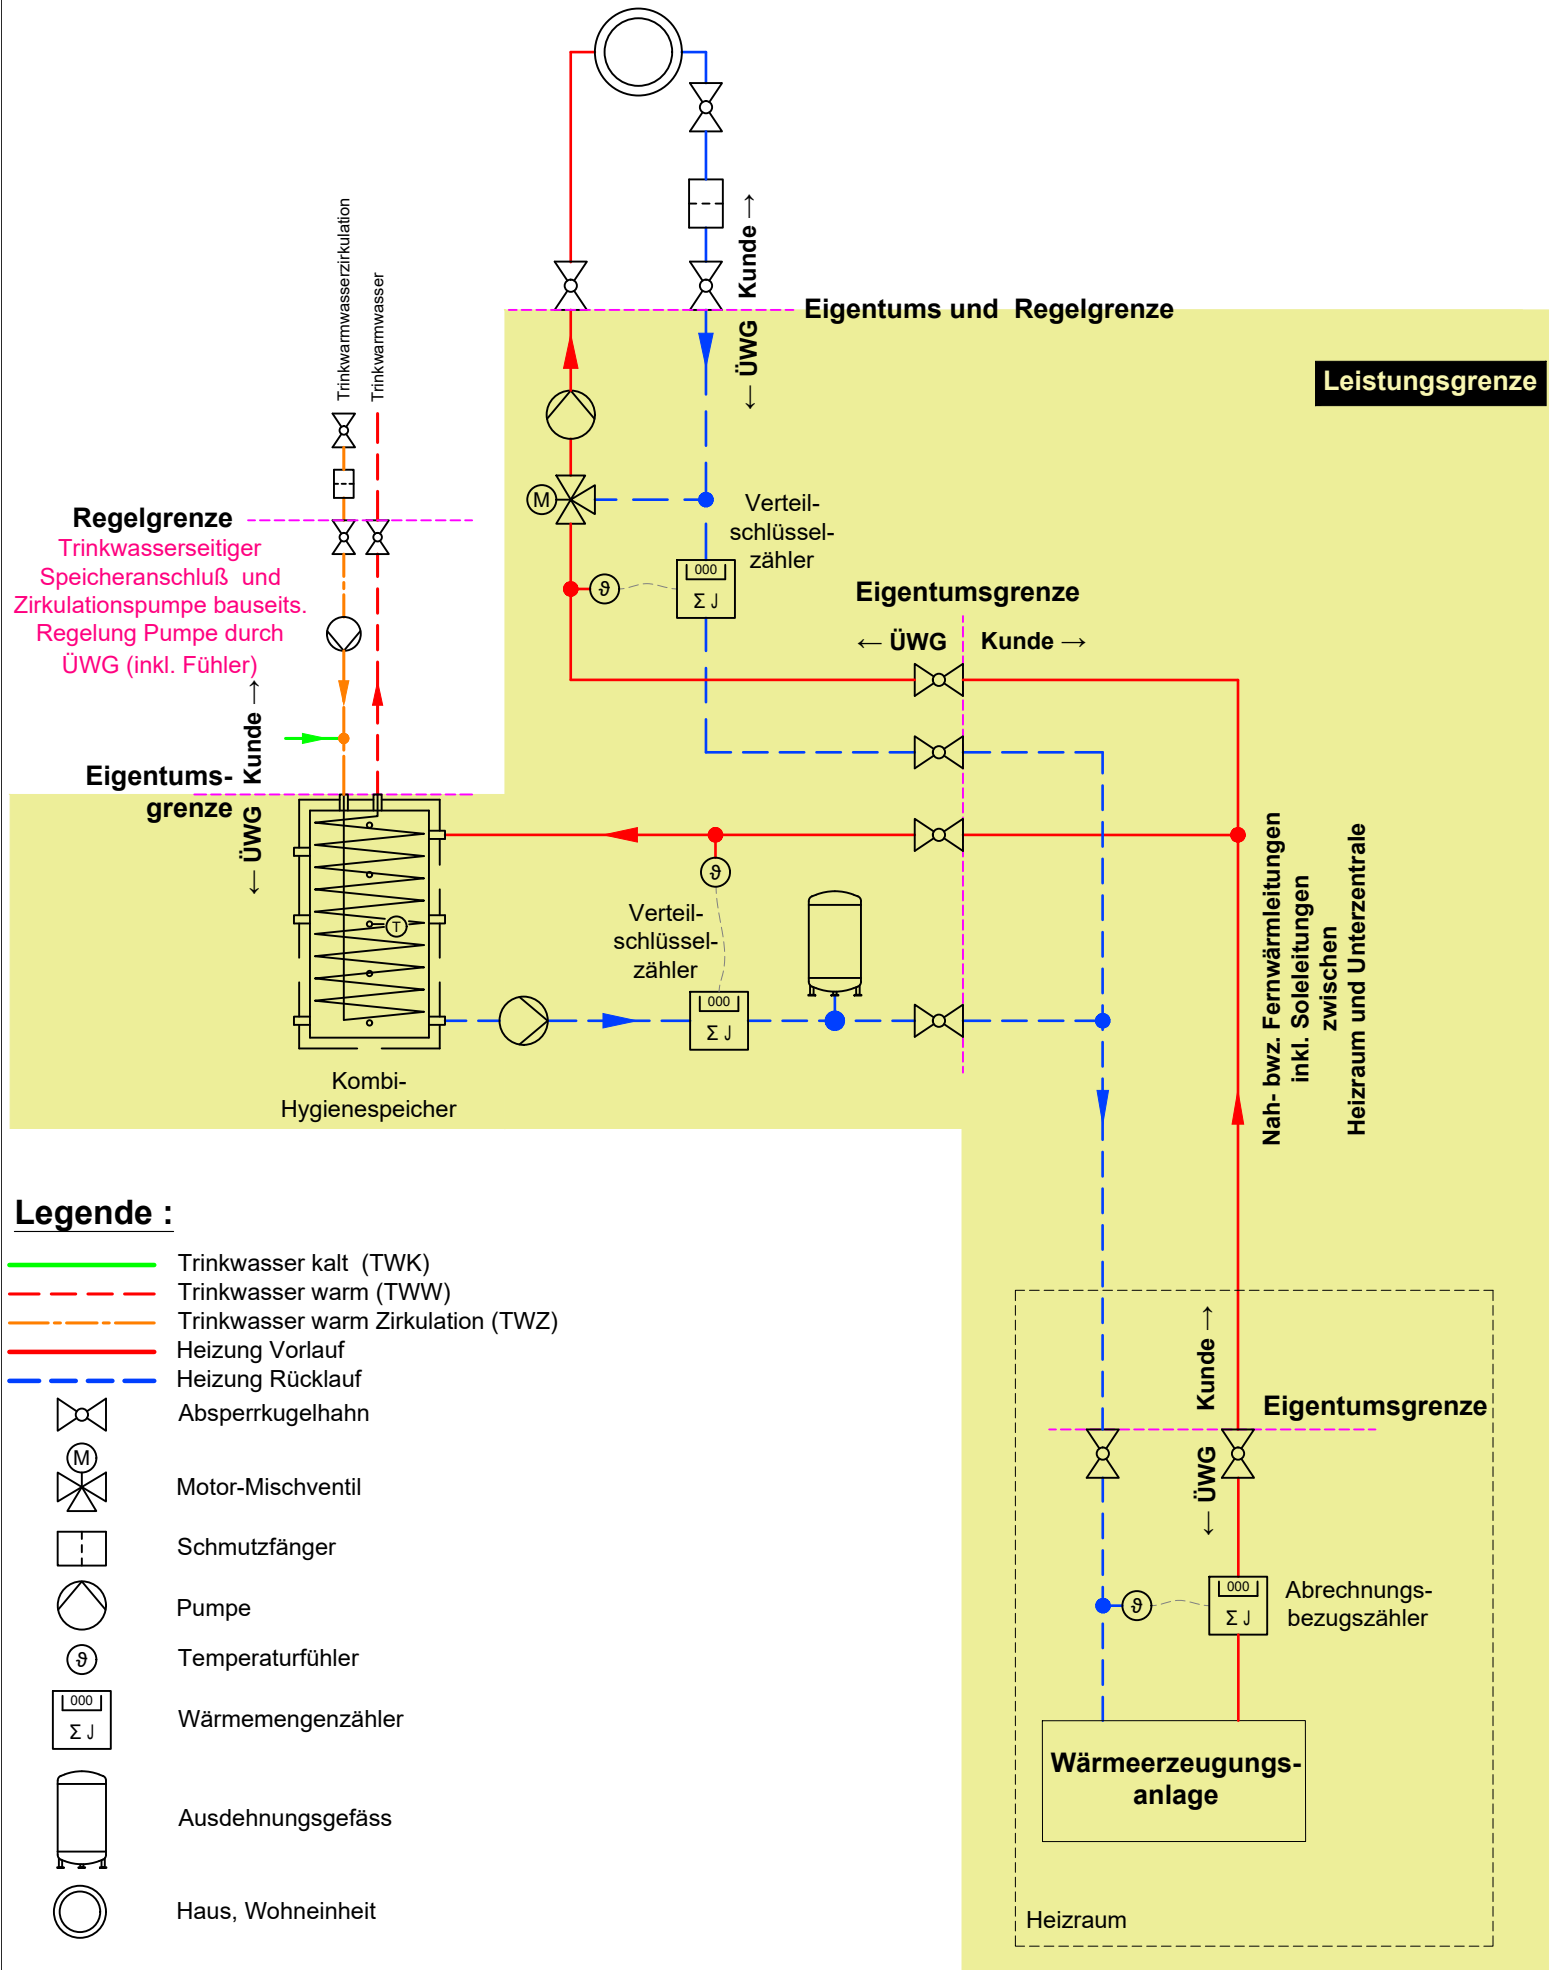 Kunde →
← ÜWG
Eigentums und  Regelgrenze
Leistungsgrenze
Trinkwarmwasserzirkulation
Trinkwarmwasser
M
Verteil-
schlüssel-
zähler
Regelgrenze
Trinkwasserseitiger
Speicheranschluß  und
Zirkulationspumpe bauseits.
Regelung Pumpe durch
ÜWG (inkl. Fühler)
ϑ
000
Σ J
Eigentumsgrenze
← ÜWG
Kunde →
Kunde →
← ÜWG
Eigentums-
grenze
ϑ
T
Verteil-
schlüssel-
zähler
000
Σ J
Kombi-
Hygienespeicher
Nah- bwz. Fernwärmleitungen
inkl. Soleleitungen
zwischen
Heizraum und Unterzentrale
Kunde →
← ÜWG
Eigentumsgrenze
ϑ
000
Σ J
Abrechnungs-
bezugszähler
Wärmeerzeugungs-
anlage
Heizraum
Legende :
Trinkwasser kalt  (TWK)
Trinkwasser warm (TWW)
Trinkwasser warm Zirkulation (TWZ)
Heizung Vorlauf
Heizung Rücklauf
Absperrkugelhahn
M
Motor-Mischventil
Schmutzfänger
Pumpe
ϑ
Temperaturfühler
000
Σ J
Wärmemengenzähler
Ausdehnungsgefäss
Haus, Wohneinheit